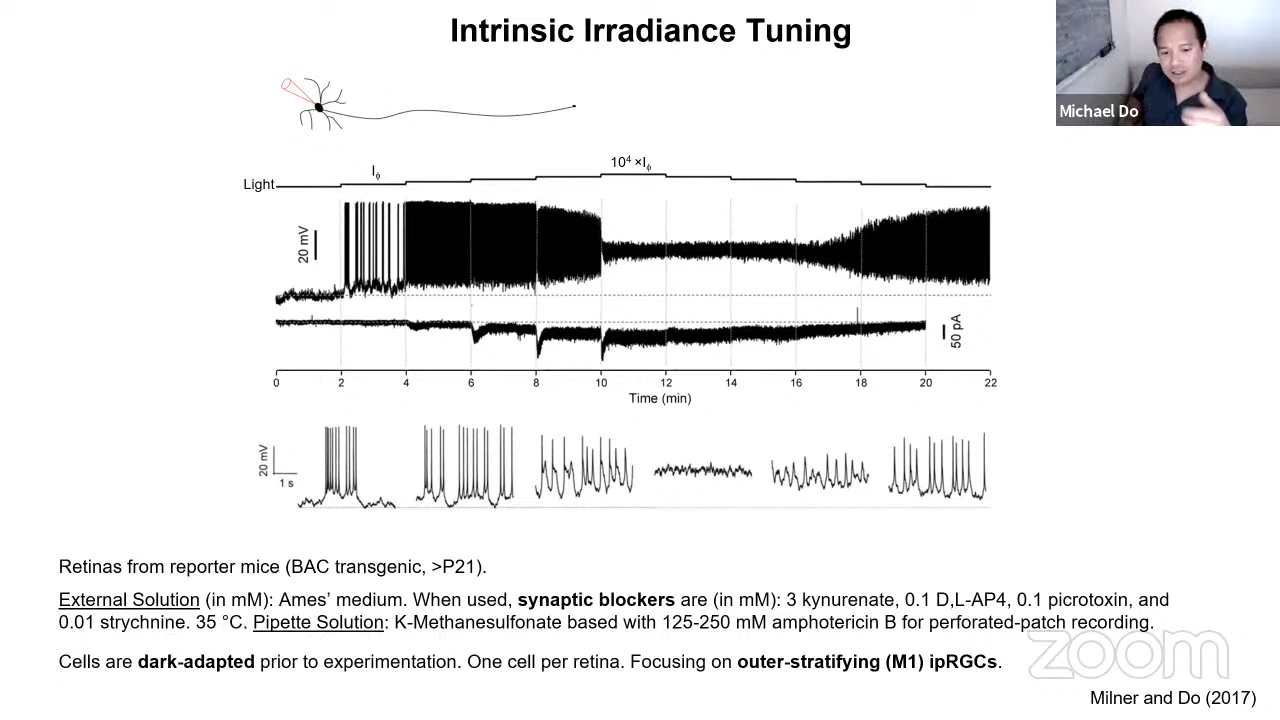 Intrinsic Irradiance Tuning
Michael Do
Iϕ
10⁴ ×Iϕ
Light
20 mV
50 pA
0 2 4 6 8 10 12 14 16 18 20 22
Time (min)
20 mV
1 s
Retinas from reporter mice (BAC transgenic, >P21).
External Solution (in mM): Ames’ medium. When used, synaptic blockers are (in mM): 3 kynurenate, 0.1 D,L-AP4, 0.1 picrotoxin, and
0.01 strychnine. 35 °C. Pipette Solution: K-Methanesulfonate based with 125-250 mM amphotericin B for perforated-patch recording.
Cells are dark-adapted prior to experimentation. One cell per retina. Focusing on outer-stratifying (M1) ipRGCs.
zoom
Milner and Do (2017)